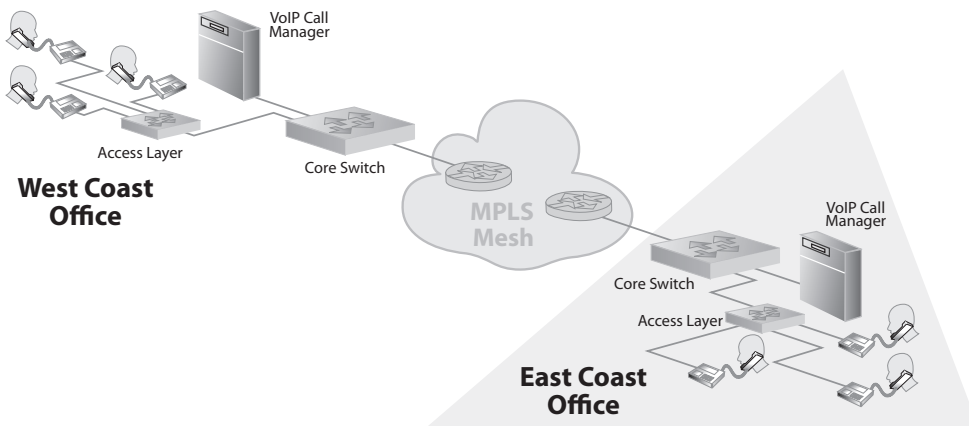 VoIP Call
Manager
Access Layer
Core Switch
West Coast
Office
MPLS
Mesh
VoIP Call
Manager
Core Switch
Access Layer
East Coast
Office